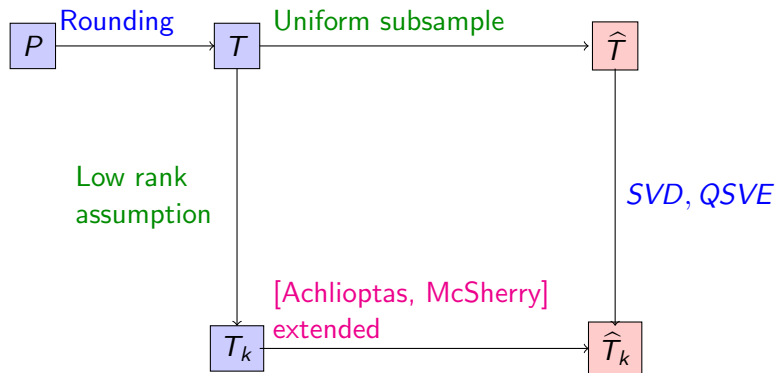 Rounding
Uniform subsample
P
T
T̂
Low rank
assumption
SVD, QSVE
[Achlioptas, McSherry]
extended
T_k
T̂_k